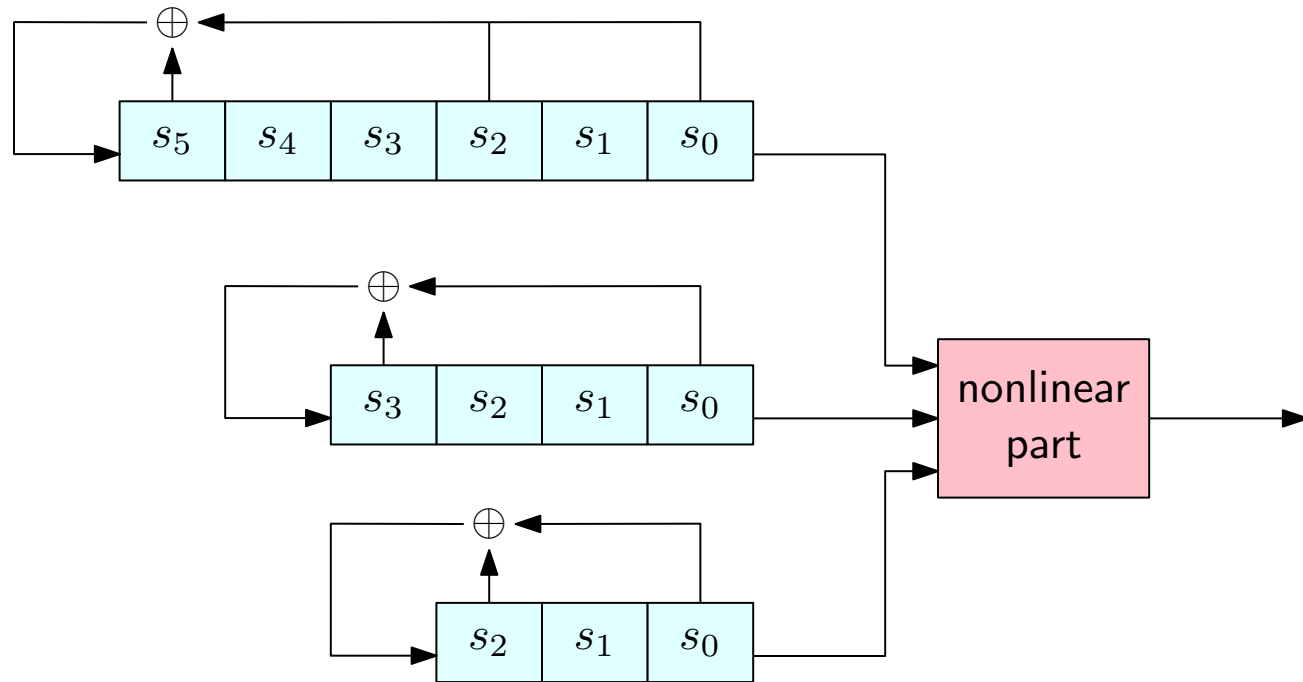 ⊕
s₅ s₄ s₃ s₂ s₁ s₀
⊕
s₃ s₂ s₁ s₀
nonlinear
part
⊕
s₂ s₁ s₀